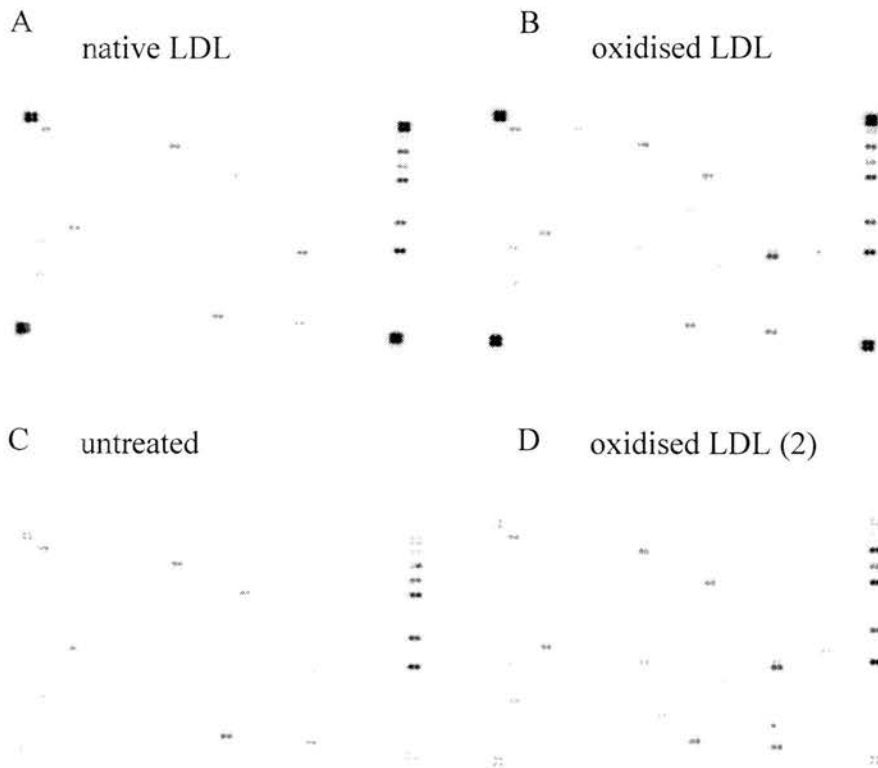 A
native LDL
B
oxidised LDL
C
untreated
D
oxidised LDL (2)